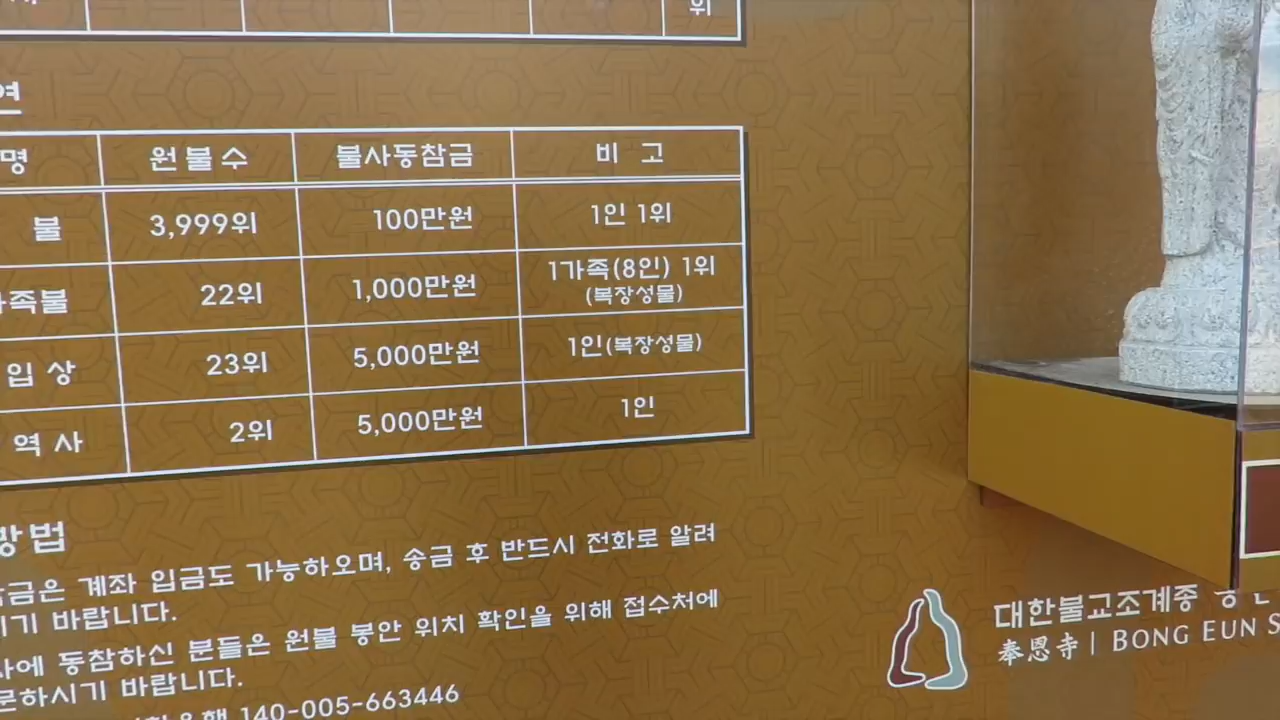 위
연
명 원불수 불사동참금 비 고
불 3,999위 100만원 1인 1위
족불 22위 1,000만원 1가족(8인) 1위
(복장성물)
입 상 23위 5,000만원 1인(복장성물)
역 사 2위 5,000만원 1인
방법
금은 계좌 입금도 가능하오며, 송금 후 반드시 전화로 알려
기 바랍니다.
사에 동참하신 분들은 원불 봉안 위치 확인을 위해 접수처에
문하시기 바랍니다.
140-005-663446
대한불교조계종
奉恩寺 | BONG EUN S